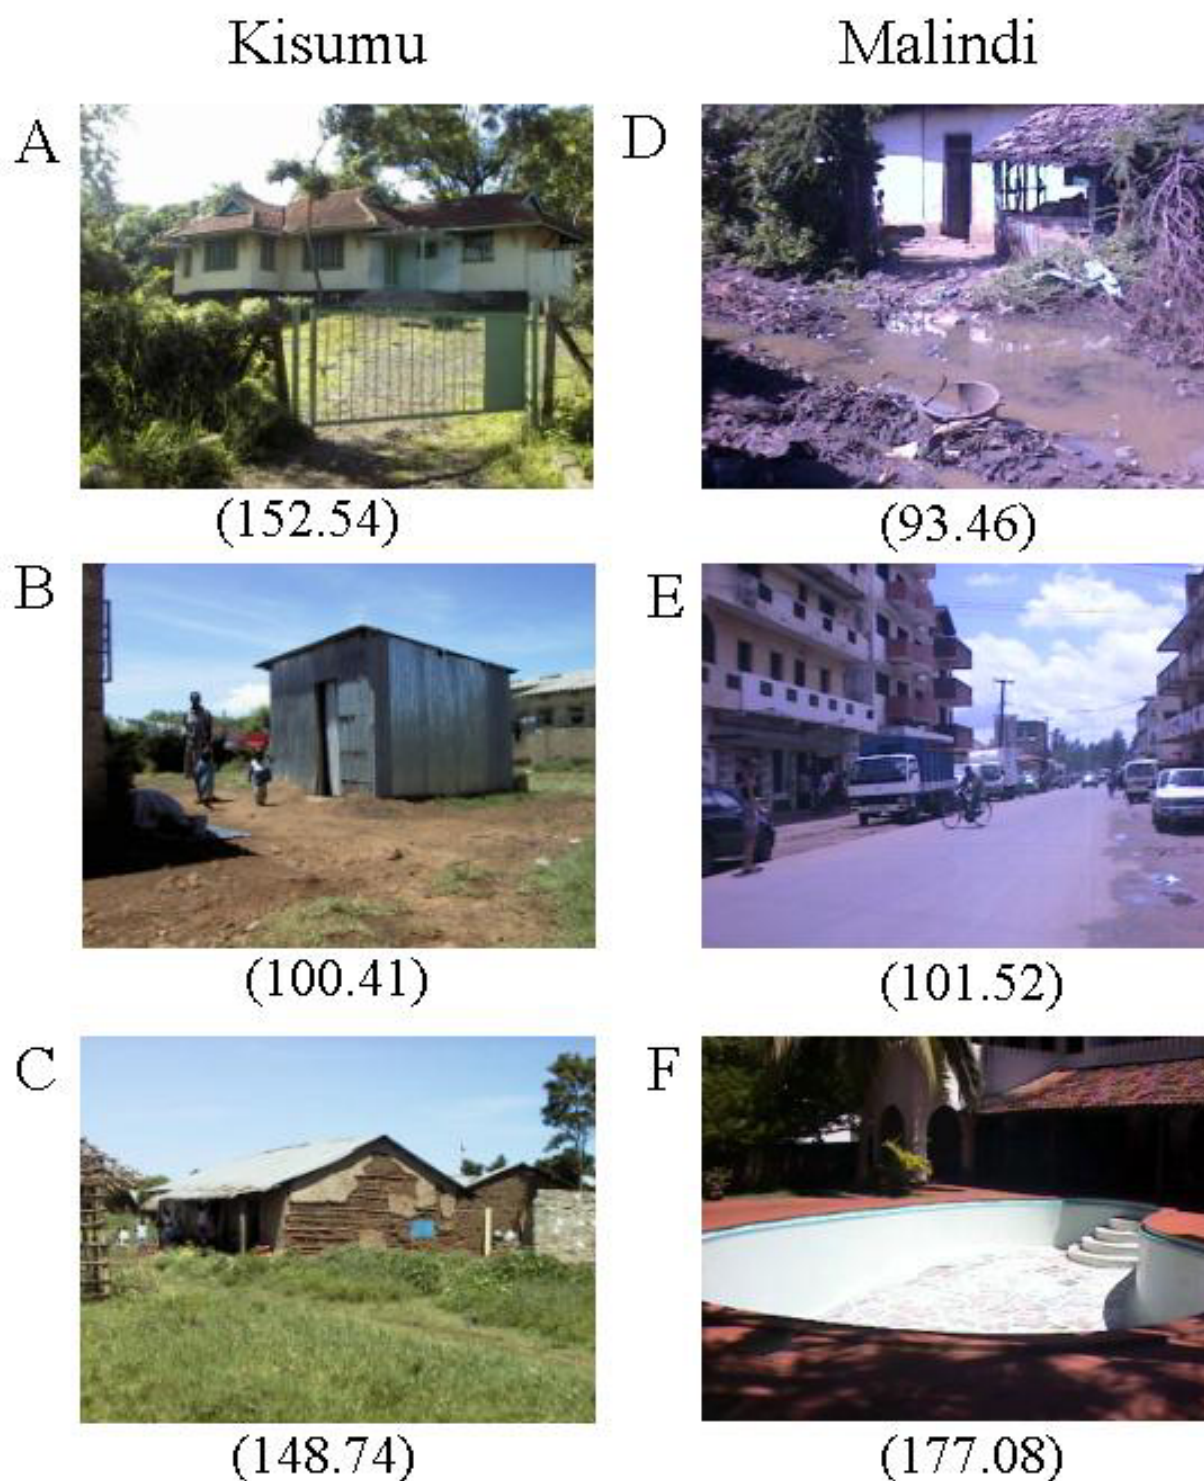 Kisumu
Malindi
A
D
(152.54)
(93.46)
B
E
(100.41)
(101.52)
C
F
(148.74)
(177.08)